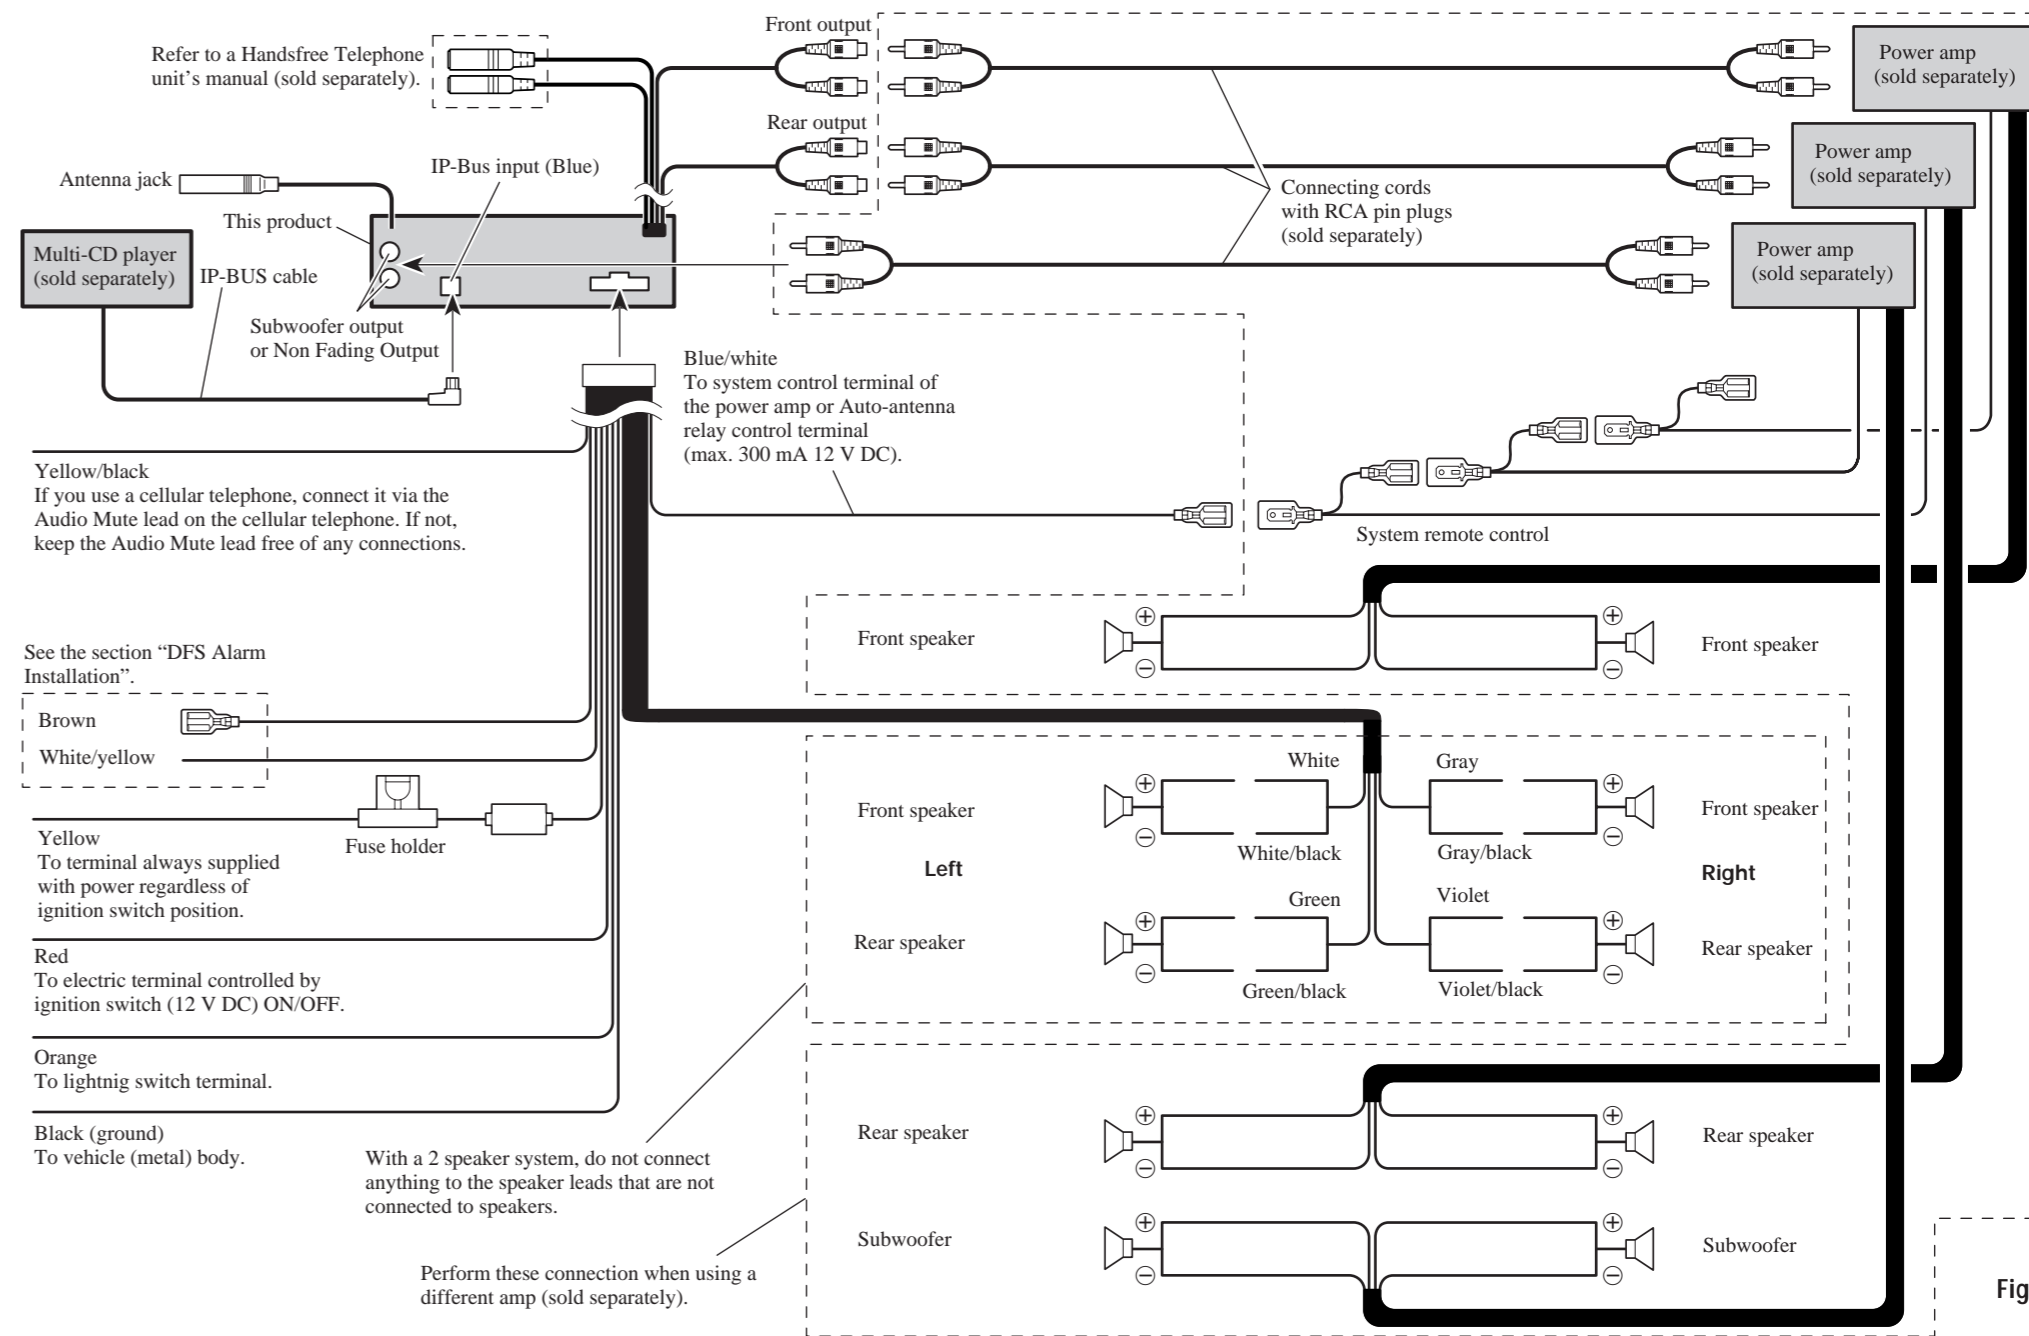 Front output
Refer to a Handsfree Telephone
unit's manual (sold separately).
Power amp
(sold separately)
Rear output
IP-Bus input (Blue)
Antenna jack
Power amp
(sold separately)
Connecting cords
with RCA pin plugs
(sold separately)
This product
Multi-CD player
(sold separately)
IP-BUS cable
Power amp
(sold separately)
Subwoofer output
or Non Fading Output
Blue/white
To system control terminal of
the power amp or Auto-antenna
relay control terminal
(max. 300 mA 12 V DC).
Yellow/black
If you use a cellular telephone, connect it via the
Audio Mute lead on the cellular telephone. If not,
keep the Audio Mute lead free of any connections.
System remote control
See the section “DFS Alarm
Installation”.
Brown
White/yellow
Front speaker
⊕
⊖
⊕
⊖
Front speaker
Fuse holder
Yellow
To terminal always supplied
with power regardless of
ignition switch position.
White
Gray
Front speaker
⊕
⊖
⊕
⊖
Front speaker
White/black
Gray/black
Left
Right
Green
Violet
Rear speaker
⊕
⊖
⊕
⊖
Rear speaker
Green/black
Violet/black
Red
To electric terminal controlled by
ignition switch (12 V DC) ON/OFF.
Orange
To lightnig switch terminal.
Black (ground)
To vehicle (metal) body.
With a 2 speaker system, do not connect
anything to the speaker leads that are not
connected to speakers.
Rear speaker
⊕
⊖
⊕
⊖
Rear speaker
Subwoofer
⊕
⊖
⊕
⊖
Subwoofer
Perform these connection when using a
different amp (sold separately).
Fig